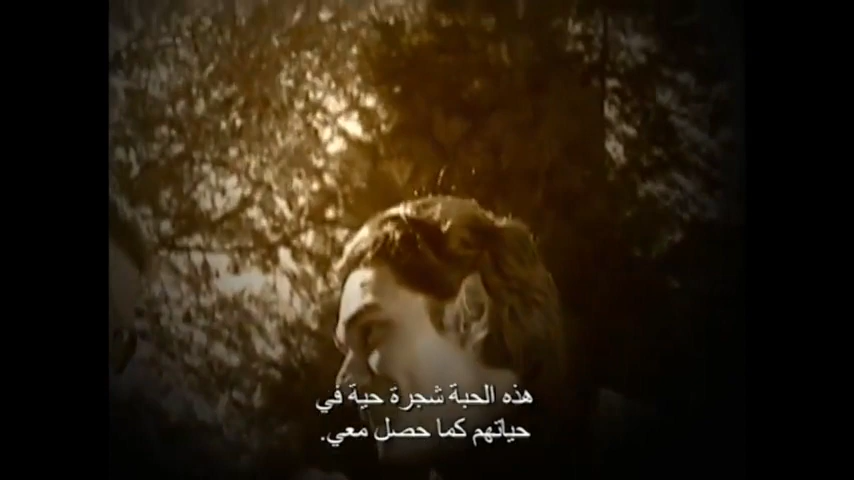 هذه الحبة شجرة حية في
حياتهم كما حصل معي.